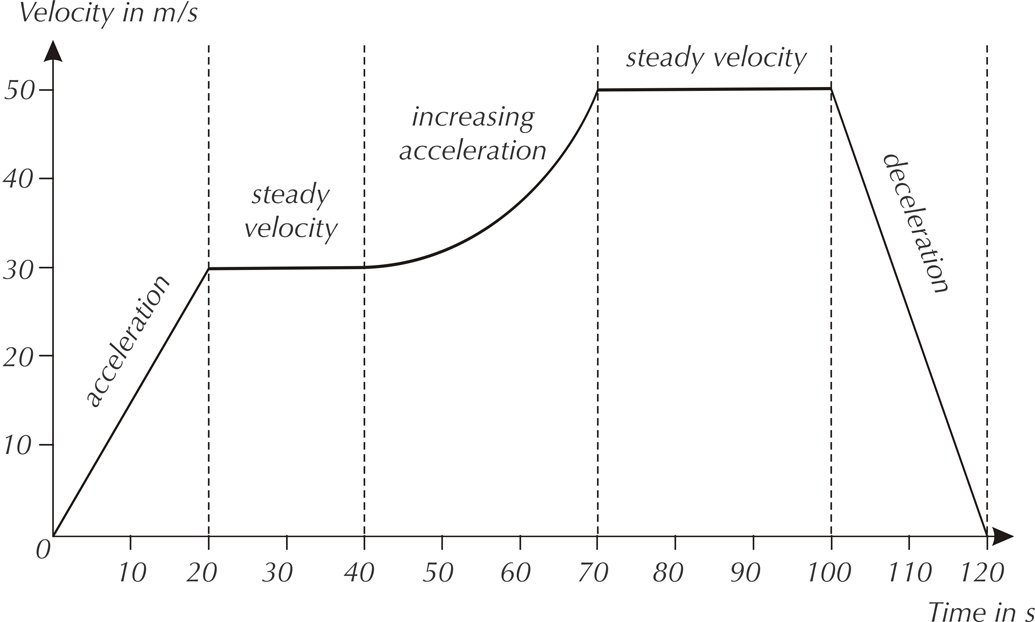 Velocity in m/s
50
steady velocity
increasing
acceleration
40
steady
velocity
deceleration
30
acceleration
20
10
0
10 20 30 40 50 60 70 80 90 100 110 120
Time in s